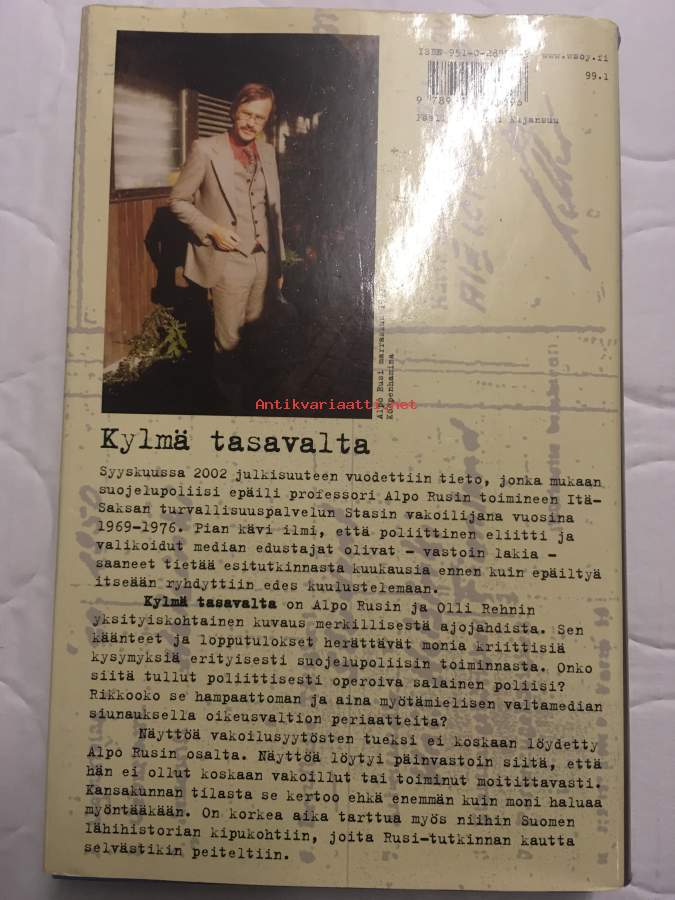 ISBN 951-0- www.wsoy.fi
99.1
9 789
Alpo Rusi
Kööpenhamina
Antikvariaatti.net
Kylmä tasavalta
Syyskuussa 2002 julkisuuteen vuodettiin tieto, jonka mukaan
suojelupoliisi epäili professori Alpo Rusin toimineen Itä-
Saksan turvallisuuspalvelun Stasin vakoilijana vuosina
1969-1976. Pian kävi ilmi, että poliittinen eliitti ja
valikoidut median edustajat olivat – vastoin lakia –
saaneet tietää esitutkinnasta kuukausia ennen kuin epäiltyä
itseään ryhdyttiin edes kuulustelemaan.
Kylmä tasavalta on Alpo Rusin ja Olli Rehnin
yksityiskohtainen kuvaus merkillisestä ajojahdista. Sen
käänteet ja lopputulokset herättävät monia kriittisiä
kysymyksiä erityisesti suojelupoliisin toiminnasta. Onko
siitä tullut poliittisesti operoiva salainen poliisi?
Rikkooko se hampaattoman ja aina myötämielisen valtamedian
siunauksella oikeusvaltion periaatteita?
Näyttöä vakoilusyytösten tueksi ei koskaan löydetty
Alpo Rusin osalta. Näyttöä löytyi päinvastoin siitä, että
hän ei ollut koskaan vakoillut tai toiminut moitittavasti.
Kansakunnan tilasta se kertoo ehkä enemmän kuin moni haluaa
myöntääkään. On korkea aika tarttua myös niihin Suomen
lähihistorian kipukohtiin, joita Rusi-tutkinnan kautta
selvästikin peiteltiin.